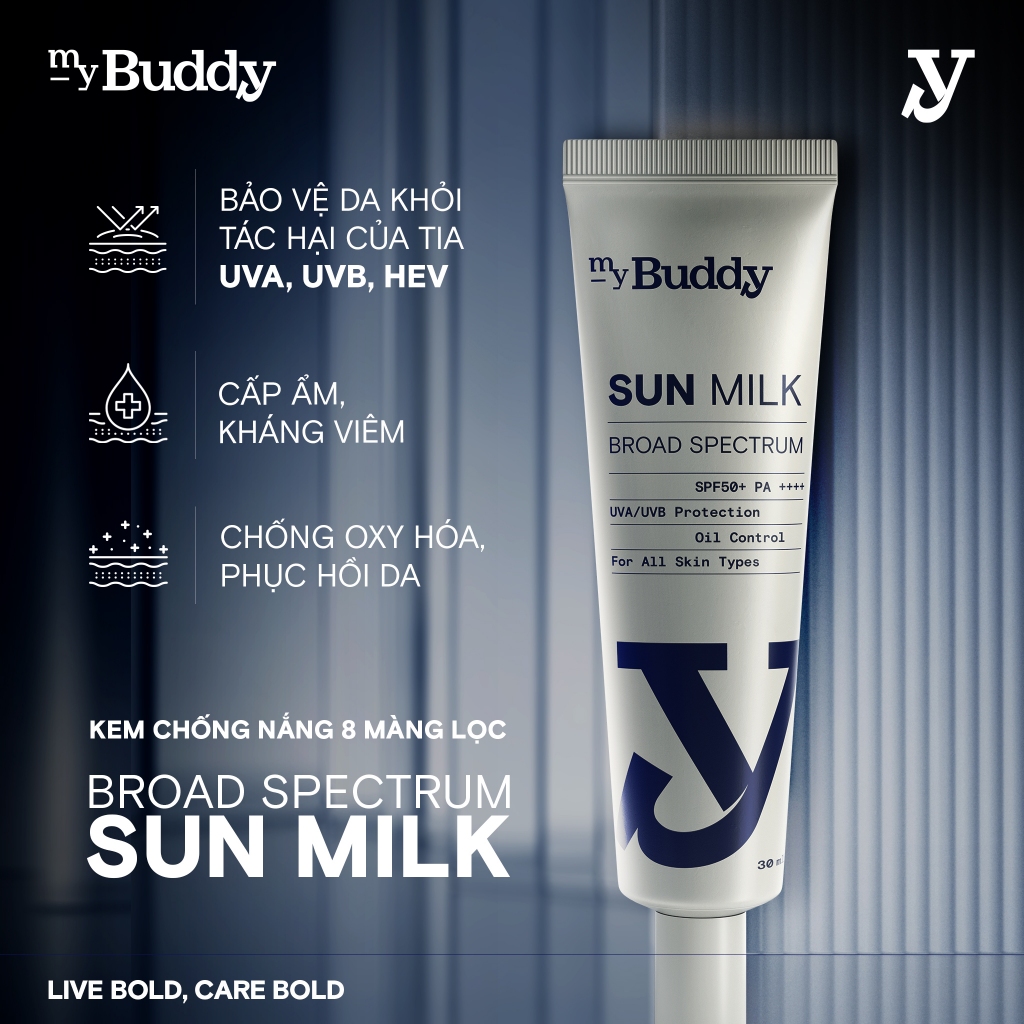 myBuddy
y
BẢO VỆ DA KHỎI
TÁC HẠI CỦA TIA
UVA, UVB, HEV
CẤP ẨM,
KHÁNG VIÊM
CHỐNG OXY HÓA,
PHỤC HỒI DA
KEM CHỐNG NẮNG 8 MÀNG LỌC
BROAD SPECTRUM
SUN MILK
LIVE BOLD, CARE BOLD
myBuddy
SUN MILK
BROAD SPECTRUM
SPF50+ PA ++++
UVA/UVB Protection
Oil Control
For All Skin Types
y
30